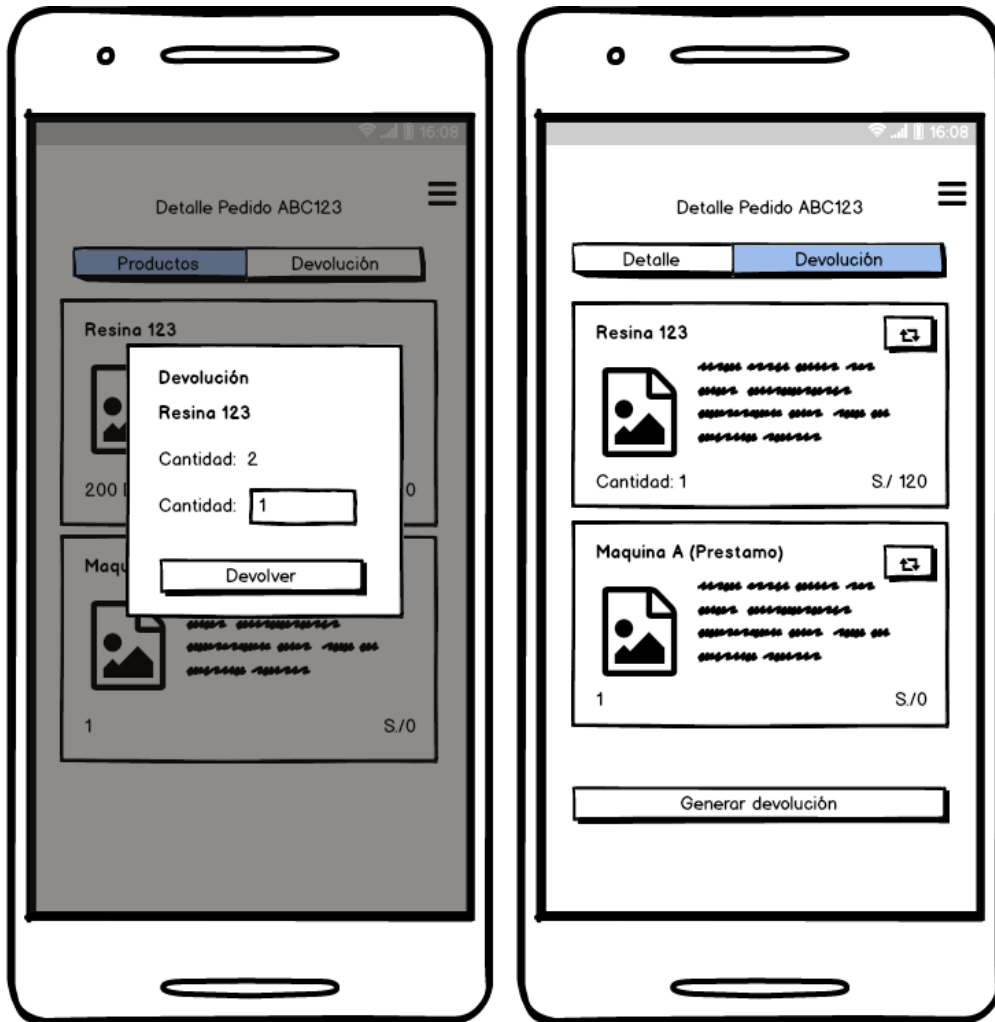 16:08
Detalle Pedido ABC123
Productos Devolución
Resina 123
Devolución
Resina 123
Cantidad: 2
Cantidad: 1
200
0
Devolver
1 S./0
16:08
Detalle Pedido ABC123
Detalle Devolución
Resina 123
Cantidad: 1 S./ 120
Maquina A (Prestamo)
1 S./0
Generar devolución